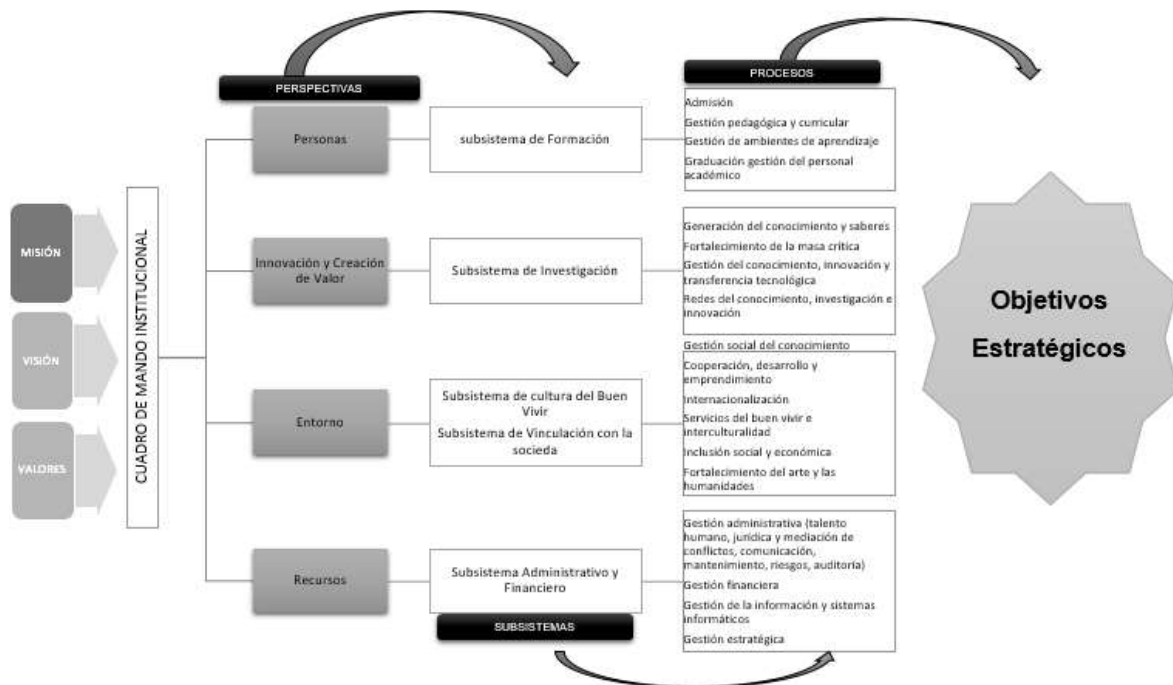 MISIÓN
VISIÓN
VALORES
CUADRO DE MANDO INSTITUCIONAL
PERSPECTIVAS
Personas
Innovación y Creación de
Valor
Entorno
Recursos
subsistema de Formación
Subsistema de Investigación
Subsistema de cultura del Buen
Vivir
Subsistema de Vinculación con la
socieda
Subsistema Administrativo y
Financiero
SUBSISTEMAS
PROCESOS
Admisión
Gestión pedagógica y curricular
Gestión de ambientes de aprendizaje
Graduación gestión del personal
académico
Generación del conocimiento y saberes
Fortalecimiento de la masa crítica
Gestión del conocimiento, innovación y
transferencia tecnológica
Redes del conocimiento, investigación e
innovación
Gestión social del conocimiento
Cooperación, desarrollo y
emprendimiento
Internacionalización
Servicios del buen vivir e
interculturalidad
Inclusión social y económica
Fortalecimiento del arte y las
humanidades
Gestión administrativa (talento
humano, jurídica y mediación de
conflictos, comunicación,
mantenimiento, riesgos, auditoría)
Gestión financiera
Gestión de la información y sistemas
informáticos
Gestión estratégica
Objetivos
Estratégicos